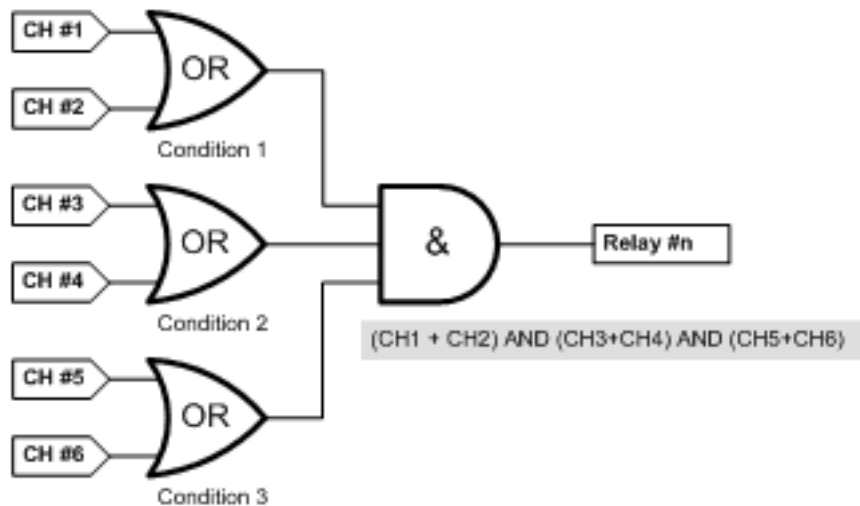 CH #1
OR
CH #2
Condition 1
CH #3
OR
CH #4
Condition 2
&
Relay #n
(CH1 + CH2) AND (CH3+CH4) AND (CH5+CH6)
CH #5
OR
CH #6
Condition 3